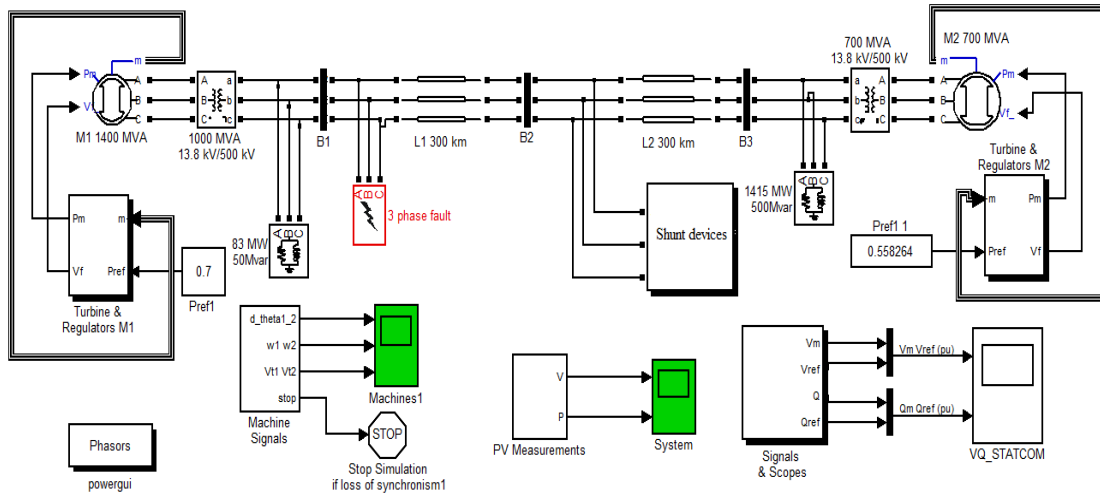 m
Pm
Vf
A
B
C
M1 1400 MVA
A
B
C
a
b
c
1000 MVA
13.8 kV/500 kV
B1
L1 300 km
B2
L2 300 km
B3
700 MVA
13.8 kV/500 kV
a
b
c
A
B
C
M2 700 MVA
m
Pm
Vf_
A
B
C
Pm
Vf
m
Pref
Turbine &
Regulators M1
0.7
Pref1
A B C
83 MW
50Mvar
A B C
3 phase fault
Shunt devices
A B C
1415 MW
500Mvar
Turbine &
Regulators M2
m
Pref
Pm
Vf
Pref1 1
0.558264
d_theta1_2
w1 w2
Vt1 Vt2
stop
Machine
Signals
Machines1
STOP
Stop Simulation
if loss of synchronism1
V
P
PV Measurements
System
Vm
Vref
Q
Qref
Signals
& Scopes
Vm Vref (pu)
Qm Qref (pu)
VQ_STATCOM
Phasors
powergui